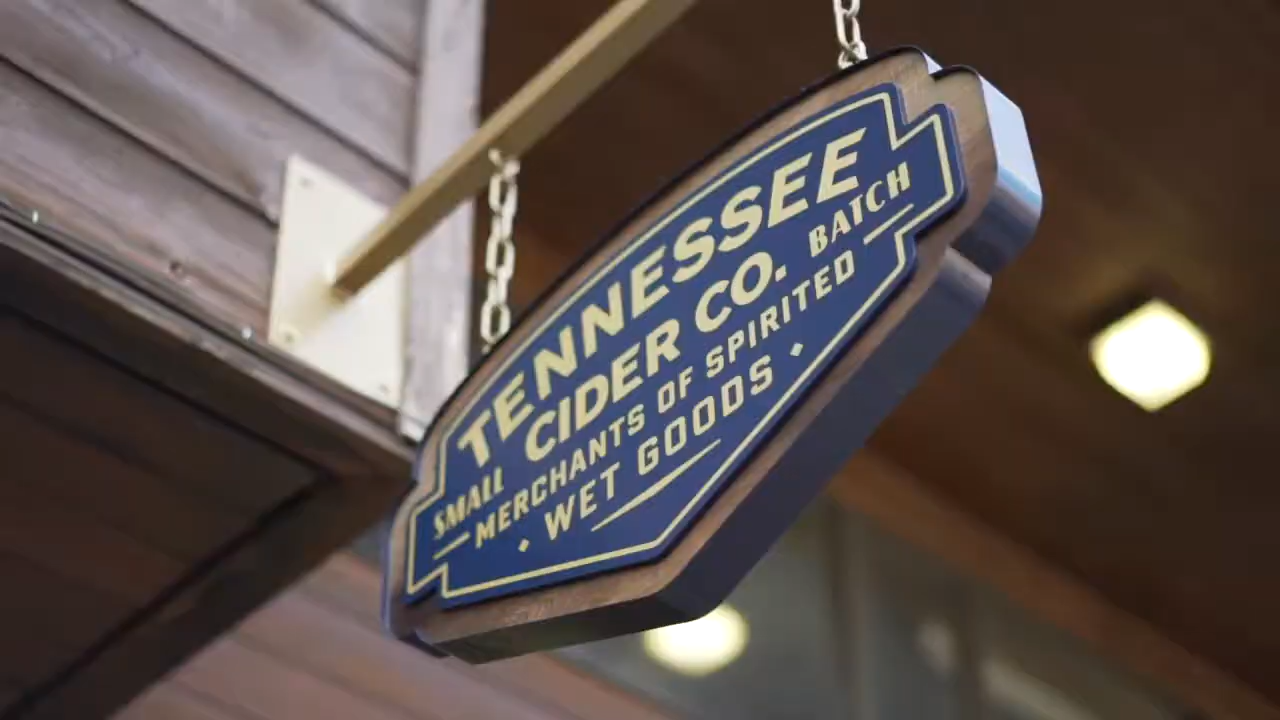 TENNESSEE
CIDER CO.
SMALL BATCH
MERCHANTS OF SPIRITED
WET GOODS